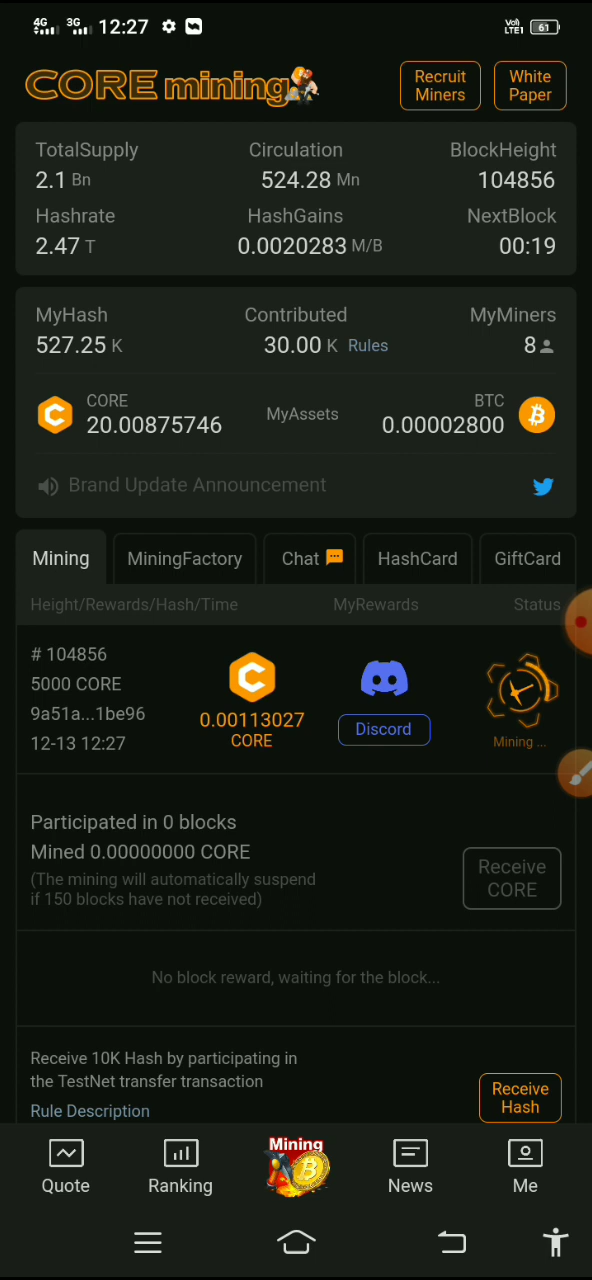 4G 3G 12:27 Vo) LTE1 61
CORE mining
Recruit Miners
White Paper
TotalSupply Circulation BlockHeight
2.1 Bn 524.28 Mn 104856
Hashrate HashGains NextBlock
2.47 T 0.0020283 M/B 00:19
MyHash Contributed MyMiners
527.25 K 30.00 K Rules 8
CORE MyAssets BTC
20.00875746 0.00002800
Brand Update Announcement
Mining MiningFactory Chat HashCard GiftCard
Height/Rewards/Hash/Time MyRewards Status
# 104856
5000 CORE
9a51a...1be96
12-13 12:27
0.00113027
CORE
Discord
Mining ...
Participated in 0 blocks
Mined 0.00000000 CORE
(The mining will automatically suspend
if 150 blocks have not received)
Receive
CORE
No block reward, waiting for the block...
Receive 10K Hash by participating in
the TestNet transfer transaction
Rule Description
Receive
Hash
Mining
Quote Ranking News Me